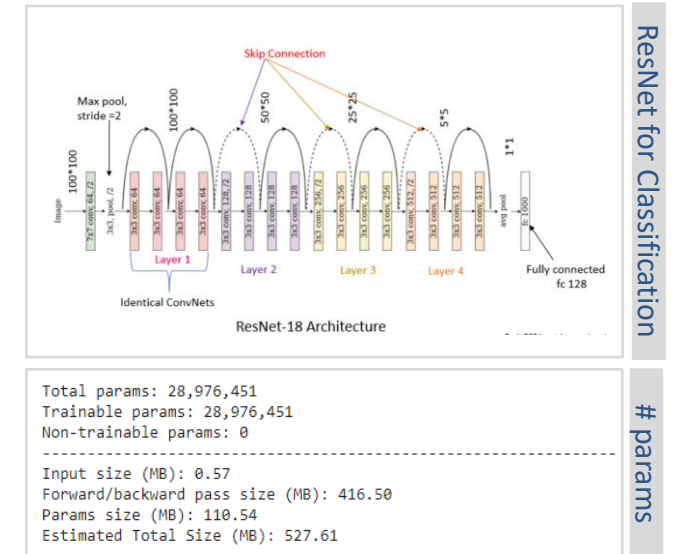 ResNet for Classification
Skip Connection
Max pool,
stride =2
100*100
100*100
50*50
25*25
5*5
1*1
Image
7x7 conv, 64, /2
3x3, pool, /2
3x3 conv, 64
3x3 conv, 64
3x3 conv, 64
3x3 conv, 64
3x3 conv, 128, /2
3x3 conv, 128
3x3 conv, 128
3x3 conv, 128
3x3 conv, 256, /2
3x3 conv, 256
3x3 conv, 256
3x3 conv, 256
3x3 conv, 512, /2
3x3 conv, 512
3x3 conv, 512
3x3 conv, 512
avg pool
fc 1000
Layer 1
Layer 2
Layer 3
Layer 4
Fully connected
fc 128
Identical ConvNets
ResNet-18 Architecture
# params
Total params: 28,976,451
Trainable params: 28,976,451
Non-trainable params: 0
Input size (MB): 0.57
Forward/backward pass size (MB): 416.50
Params size (MB): 110.54
Estimated Total Size (MB): 527.61